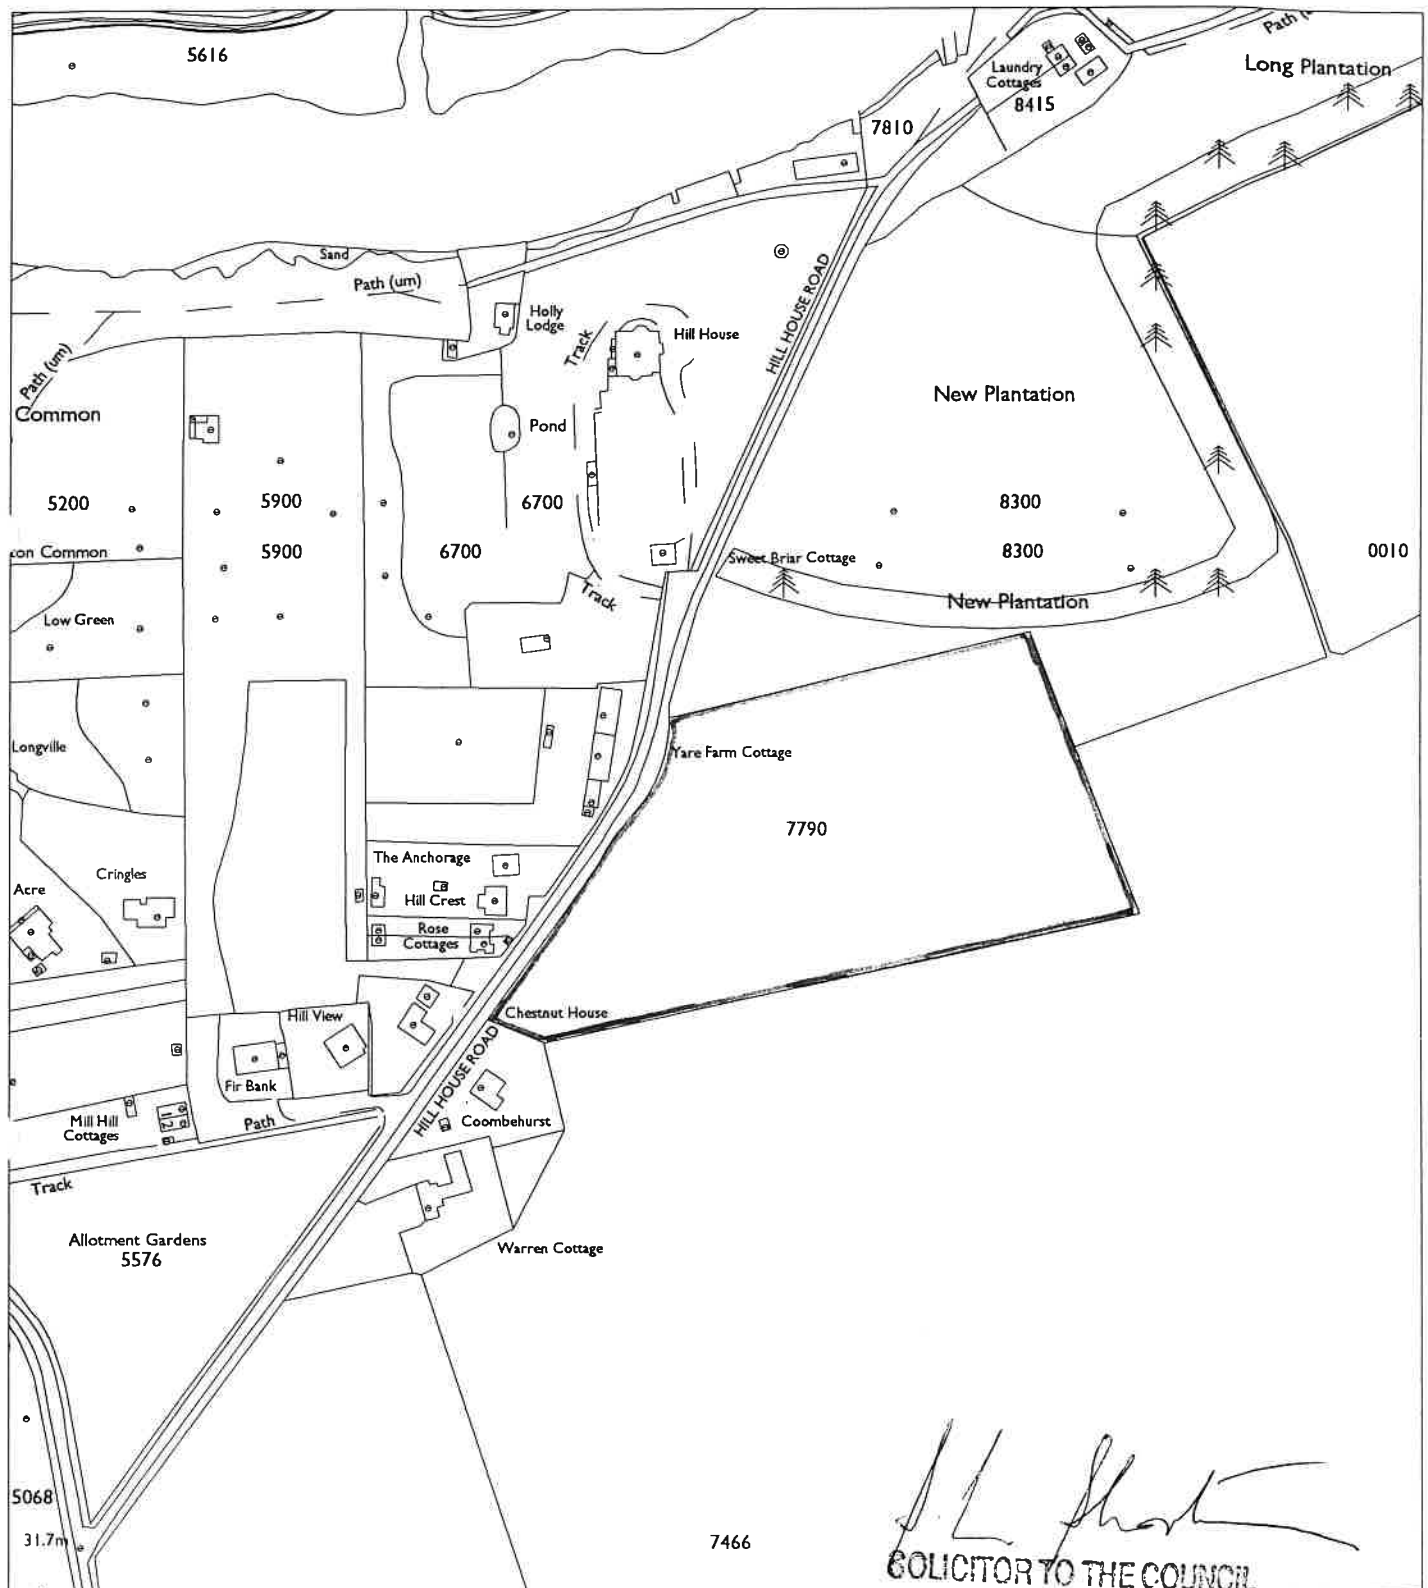 5616
Path
Long Plantation
Laundry
Cottages
8415
7810
Sand
Path (um)
Holly
Lodge
Track
Hill House
HILL HOUSE ROAD
Path (um)
Common
New Plantation
Pond
5200
5900
6700
8300
con Common
5900
6700
Sweet Briar Cottage
8300
0010
Track
New Plantation
Low Green
Longville
Yare Farm Cottage
7790
The Anchorage
Cringles
Acre
Hill Crest
Rose
Cottages
Chestnut House
Hill View
HILL HOUSE ROAD
Fir Bank
Mill Hill
Cottages
1
2
Path
Coombehurst
Track
Allotment Gardens
5576
Warren Cottage
5068
31.7m
7466
SOLICITOR TO THE COUNCIL